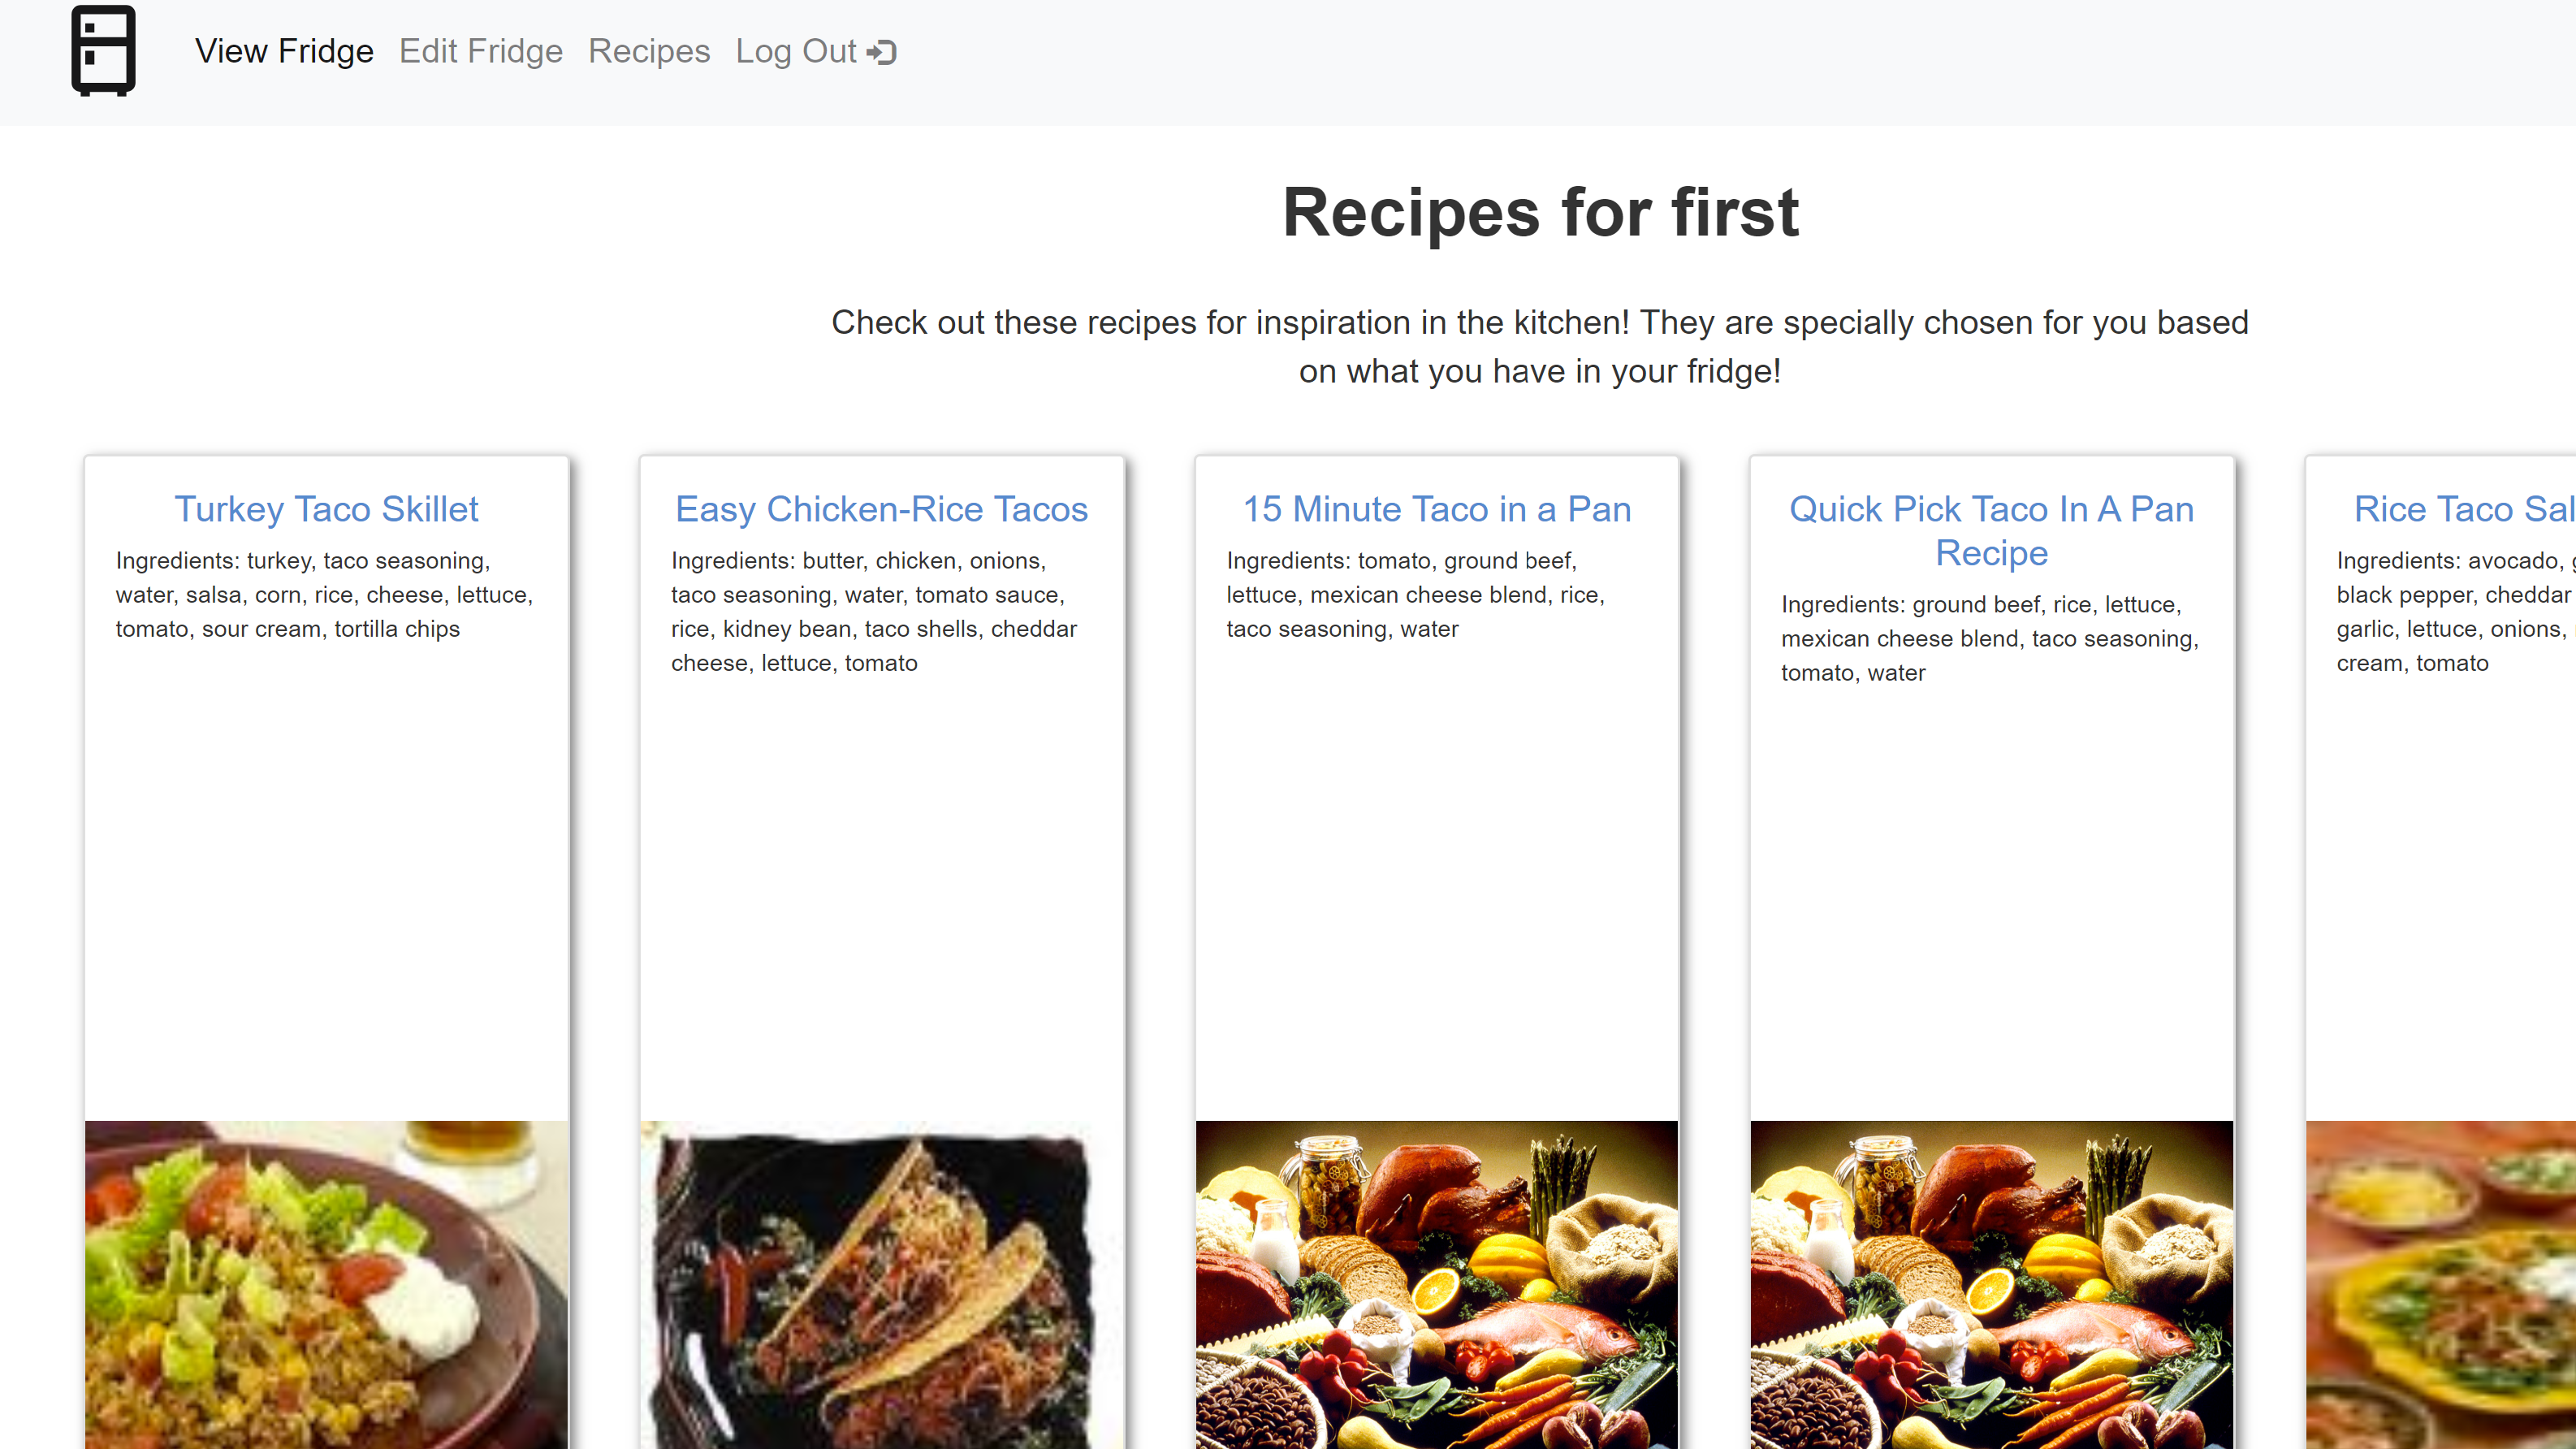 View Fridge Edit Fridge Recipes Log Out
Recipes for first
Check out these recipes for inspiration in the kitchen! They are specially chosen for you based
on what you have in your fridge!
Turkey Taco Skillet
Ingredients: turkey, taco seasoning,
water, salsa, corn, rice, cheese, lettuce,
tomato, sour cream, tortilla chips
Easy Chicken-Rice Tacos
Ingredients: butter, chicken, onions,
taco seasoning, water, tomato sauce,
rice, kidney bean, taco shells, cheddar
cheese, lettuce, tomato
15 Minute Taco in a Pan
Ingredients: tomato, ground beef,
lettuce, mexican cheese blend, rice,
taco seasoning, water
Quick Pick Taco In A Pan
Recipe
Ingredients: ground beef, rice, lettuce,
mexican cheese blend, taco seasoning,
tomato, water
Rice Taco Sal
Ingredients: avocado,
black pepper, cheddar
garlic, lettuce, onions,
cream, tomato